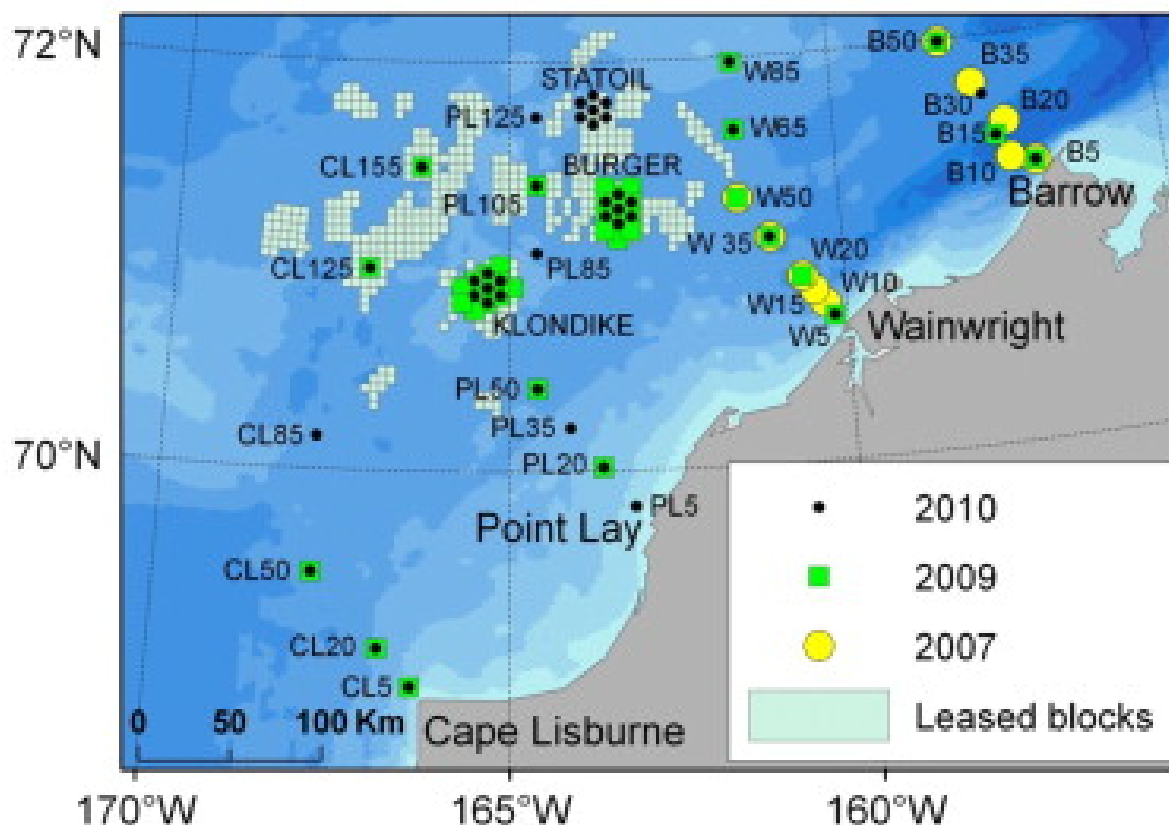 72°N
B50
B35
STATOIL
W85
B30
B20
PL125
W65
B15
CL155
BURGER
B10
B5
PL105
W50
Barrow
W 35
CL125
PL85
W20
W10
W15
KLONDIKE
W5
Wainwright
PL50
CL85
PL35
70°N
PL20
PL5
2010
Point Lay
CL50
2009
CL20
2007
CL5
0 50 100 Km
Cape Lisburne
Leased blocks
170°W
165°W
160°W